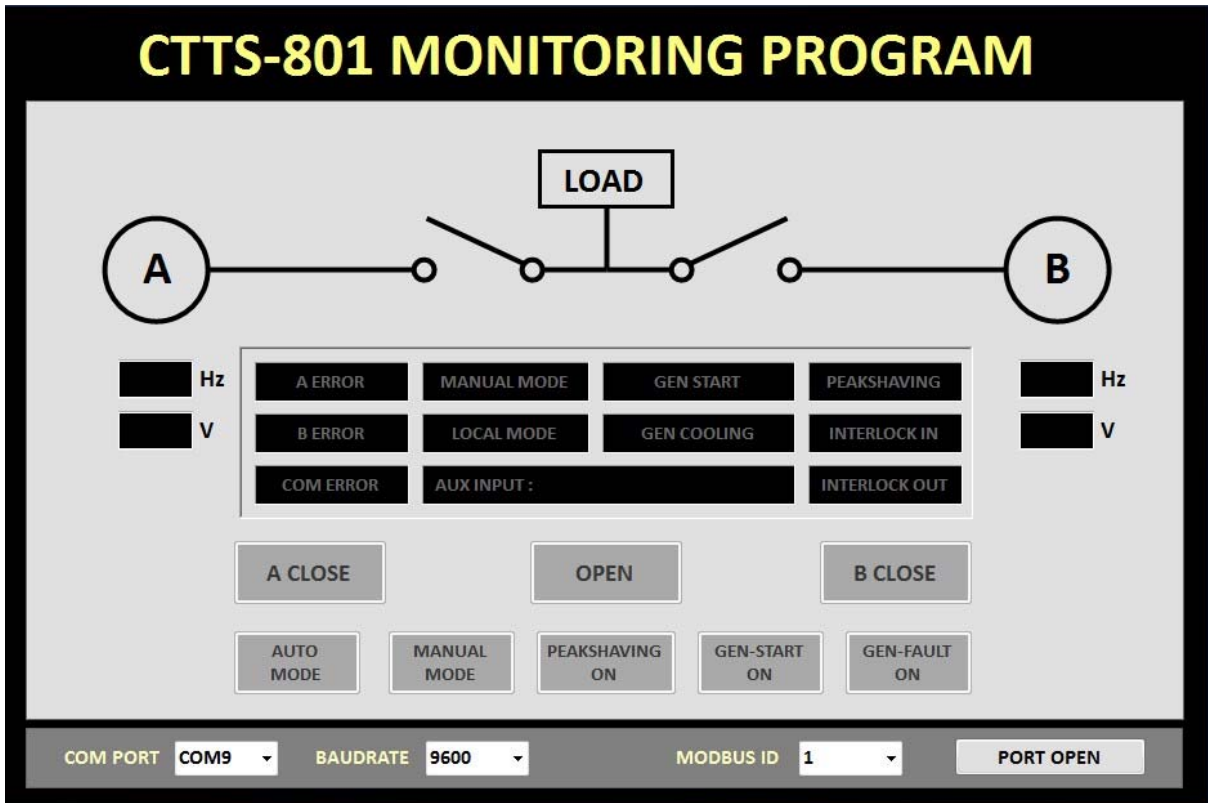 CTTS-801 MONITORING PROGRAM
LOAD
A
B
Hz
V
A ERROR
MANUAL MODE
GEN START
PEAKSHAVING
B ERROR
LOCAL MODE
GEN COOLING
INTERLOCK IN
COM ERROR
AUX INPUT :
INTERLOCK OUT
Hz
V
A CLOSE
OPEN
B CLOSE
AUTO
MODE
MANUAL
MODE
PEAKSHAVING
ON
GEN-START
ON
GEN-FAULT
ON
COM PORT
COM9
BAUDRATE
9600
MODBUS ID
1
PORT OPEN